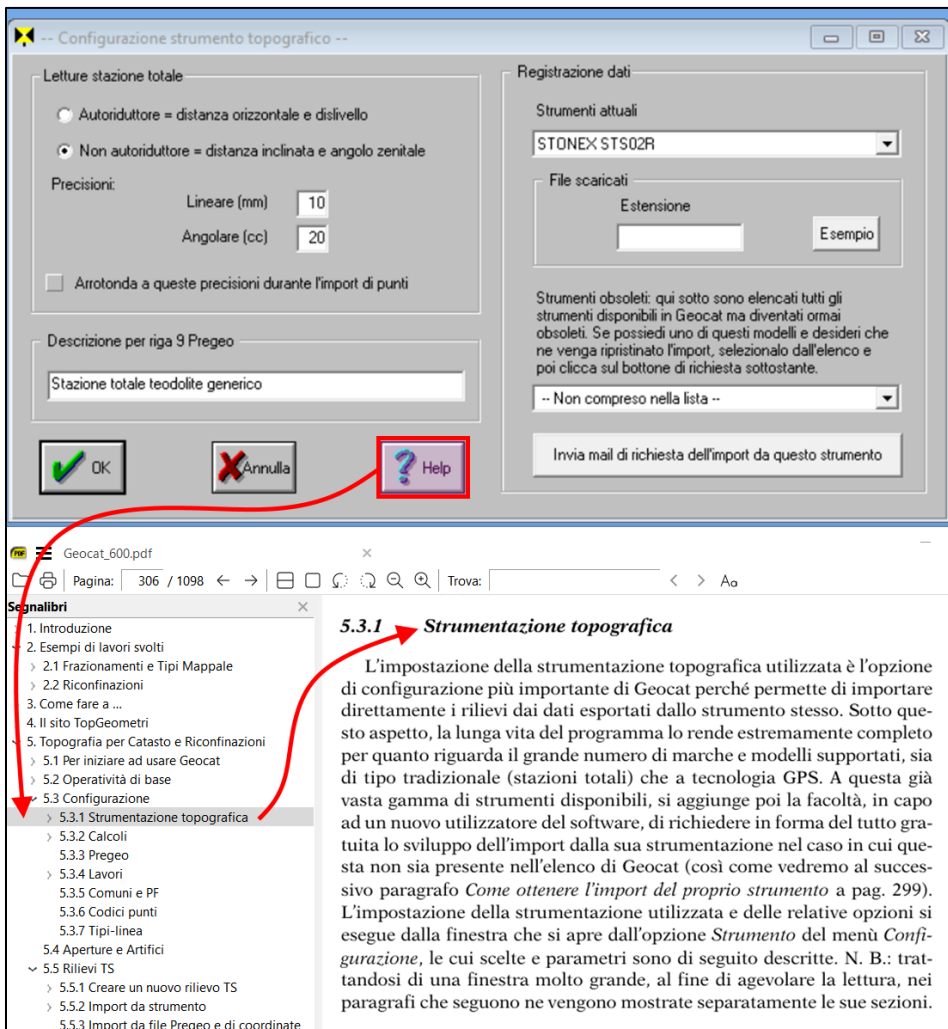 -- Configurazione strumento topografico --
Letture stazione totale
Autoriduttore = distanza orizzontale e dislivello
Non autoriduttore = distanza inclinata e angolo zenitale
Precisioni:
Lineare (mm) 10
Angolare (cc) 20
Arrotonda a queste precisioni durante l'import di punti
Descrizione per riga 9 Pregeo
Stazione totale teodolite generico
OK
Annulla
Help
Registrazione dati
Strumenti attuali
STONEX STS02R
File scaricati
Estensione
Esempio
Strumenti obsoleti: qui sotto sono elencati tutti gli
strumenti disponibili in Geocat ma diventati ormai
obsoleti. Se possiedi uno di questi modelli e desideri che
ne venga ripristinato l'import, selezionalo dall'elenco e
poi clicca sul bottone di richiesta sottostante.
-- Non compreso nella lista --
Invia mail di richiesta dell'import da questo strumento
PDF Geocat_600.pdf
Pagina: 306 / 1098 Trova: Aa
Segnalibri
1. Introduzione
2. Esempi di lavori svolti
2.1 Frazionamenti e Tipi Mappale
2.2 Riconfinazioni
3. Come fare a ...
4. Il sito TopGeometri
5. Topografia per Catasto e Riconfinazioni
5.1 Per iniziare ad usare Geocat
5.2 Operatività di base
5.3 Configurazione
5.3.1 Strumentazione topografica
5.3.2 Calcoli
5.3.3 Pregeo
5.3.4 Lavori
5.3.5 Comuni e PF
5.3.6 Codici punti
5.3.7 Tipi-linea
5.4 Aperture e Artifici
5.5 Rilievi TS
5.5.1 Creare un nuovo rilievo TS
5.5.2 Import da strumento
5.5.3 Import da file Pregeo e di coordinate
5.3.1 Strumentazione topografica
L'impostazione della strumentazione topografica utilizzata è l'opzione
di configurazione più importante di Geocat perché permette di importare
direttamente i rilievi dai dati esportati dallo strumento stesso. Sotto que-
sto aspetto, la lunga vita del programma lo rende estremamente completo
per quanto riguarda il grande numero di marche e modelli supportati, sia
di tipo tradizionale (stazioni totali) che a tecnologia GPS. A questa già
vasta gamma di strumenti disponibili, si aggiunge poi la facoltà, in capo
ad un nuovo utilizzatore del software, di richiedere in forma del tutto gra-
tuita lo sviluppo dell'import dalla sua strumentazione nel caso in cui que-
sta non sia presente nell'elenco di Geocat (così come vedremo al succes-
sivo paragrafo Come ottenere l'import del proprio strumento a pag. 299).
L'impostazione della strumentazione utilizzata e delle relative opzioni si
esegue dalla finestra che si apre dall'opzione Strumento del menù Confi-
gurazione, le cui scelte e parametri sono di seguito descritte. N. B.: trat-
tandosi di una finestra molto grande, al fine di agevolare la lettura, nei
paragrafi che seguono ne vengono mostrate separatamente le sue sezioni.